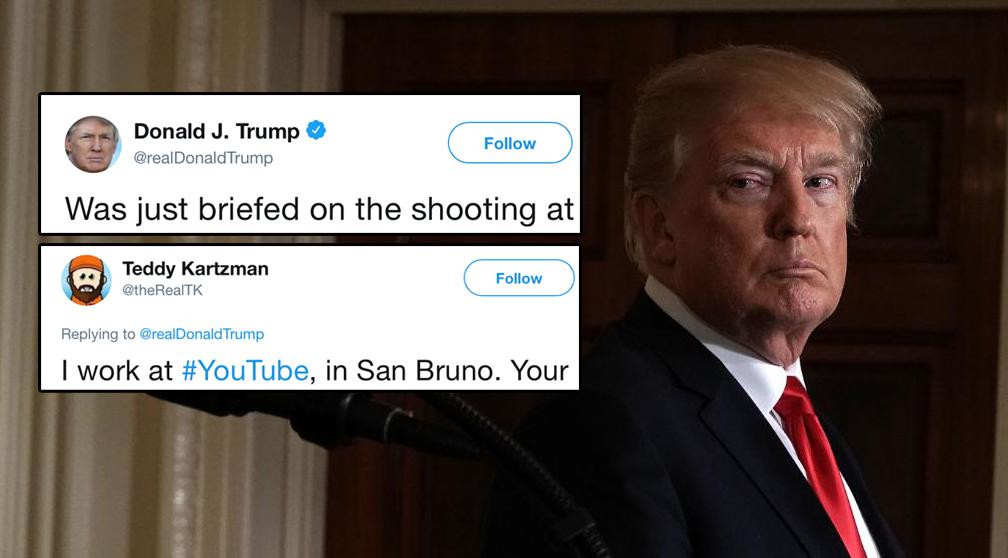 Donald J. Trump
@realDonaldTrump
Follow
Was just briefed on the shooting at
Teddy Kartzman
@theRealTK
Follow
Replying to @realDonaldTrump
I work at #YouTube, in San Bruno. Your